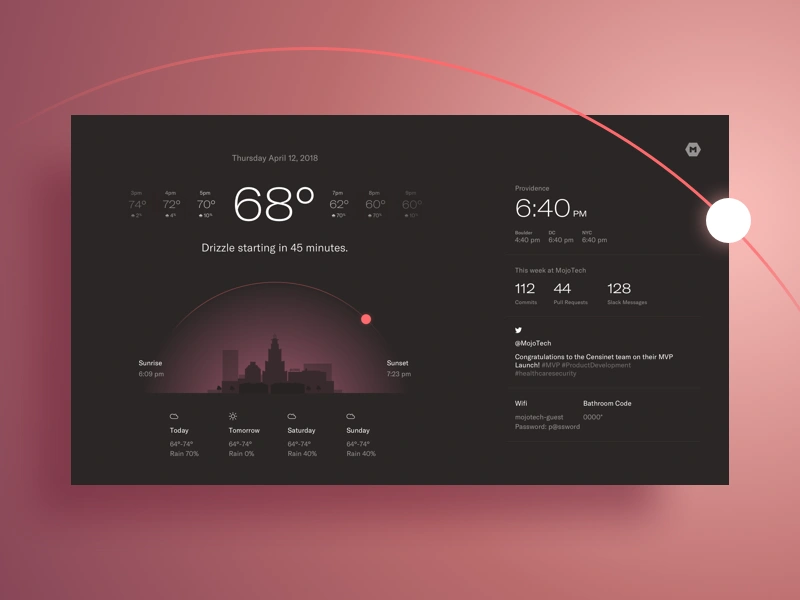 Thursday April 12, 2018
3pm 4pm 5pm 68° 7pm 8pm 9pm
74° 72° 70° 62° 60° 60°
2% 4% 10% 70% 70% 10%
Drizzle starting in 45 minutes.
Sunrise
6:09 pm
Sunset
7:23 pm
Today Tomorrow Saturday Sunday
64°-74° 64°-74° 64°-74° 64°-74°
Rain 70% Rain 0% Rain 40% Rain 40%
M
Providence
6:40 PM
Boulder DC NYC
4:40 pm 6:40 pm 6:40 pm
This week at MojoTech
112 44 128
Commits Pull Requests Slack Messages
@MojoTech
Congratulations to the Censinet team on their MVP
Launch! #MVP #ProductDevelopment
#healthcaresecurity
Wifi Bathroom Code
mojotech-guest 0000*
Password: p@ssword